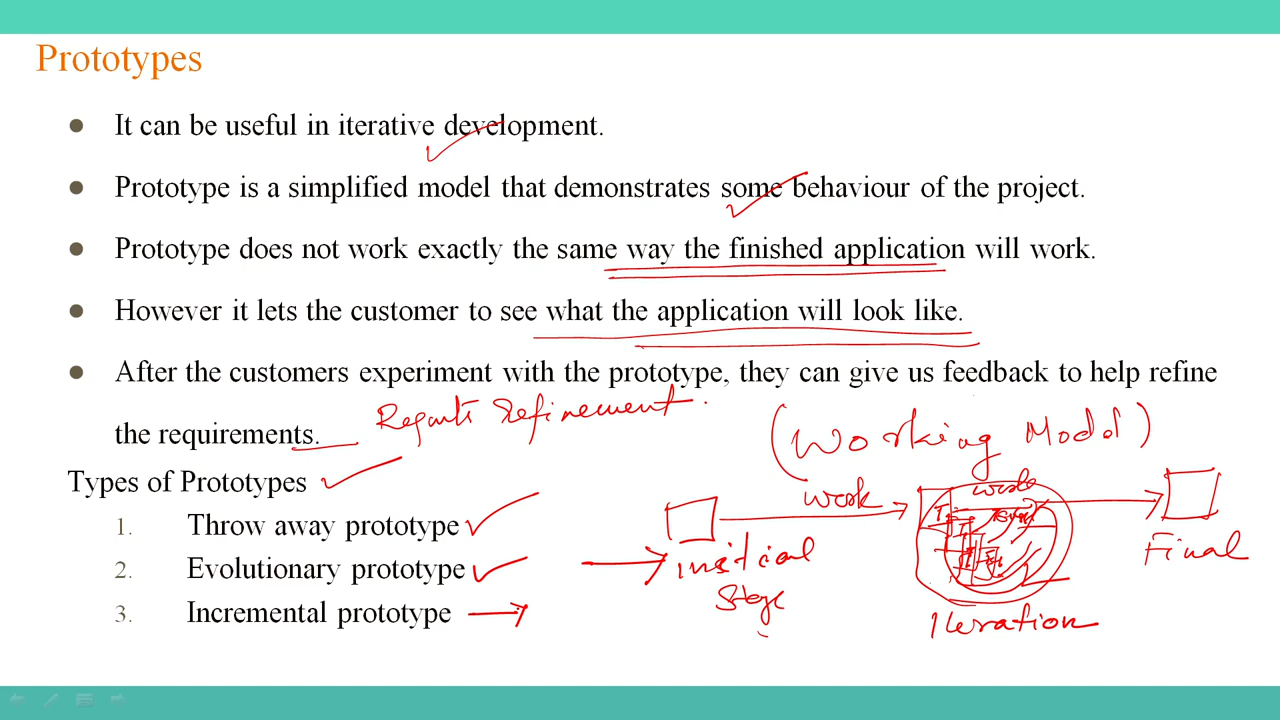 Prototypes
● It can be useful in iterative development.
● Prototype is a simplified model that demonstrates some behaviour of the project.
● Prototype does not work exactly the same way the finished application will work.
● However it lets the customer to see what the application will look like.
● After the customers experiment with the prototype, they can give us feedback to help refine
the requirements.
refinement.
(Working Model)
Types of Prototypes
1. Throw away prototype
2. Evolutionary prototype
3. Incremental prototype
work
work
Final
Stage
Iteration